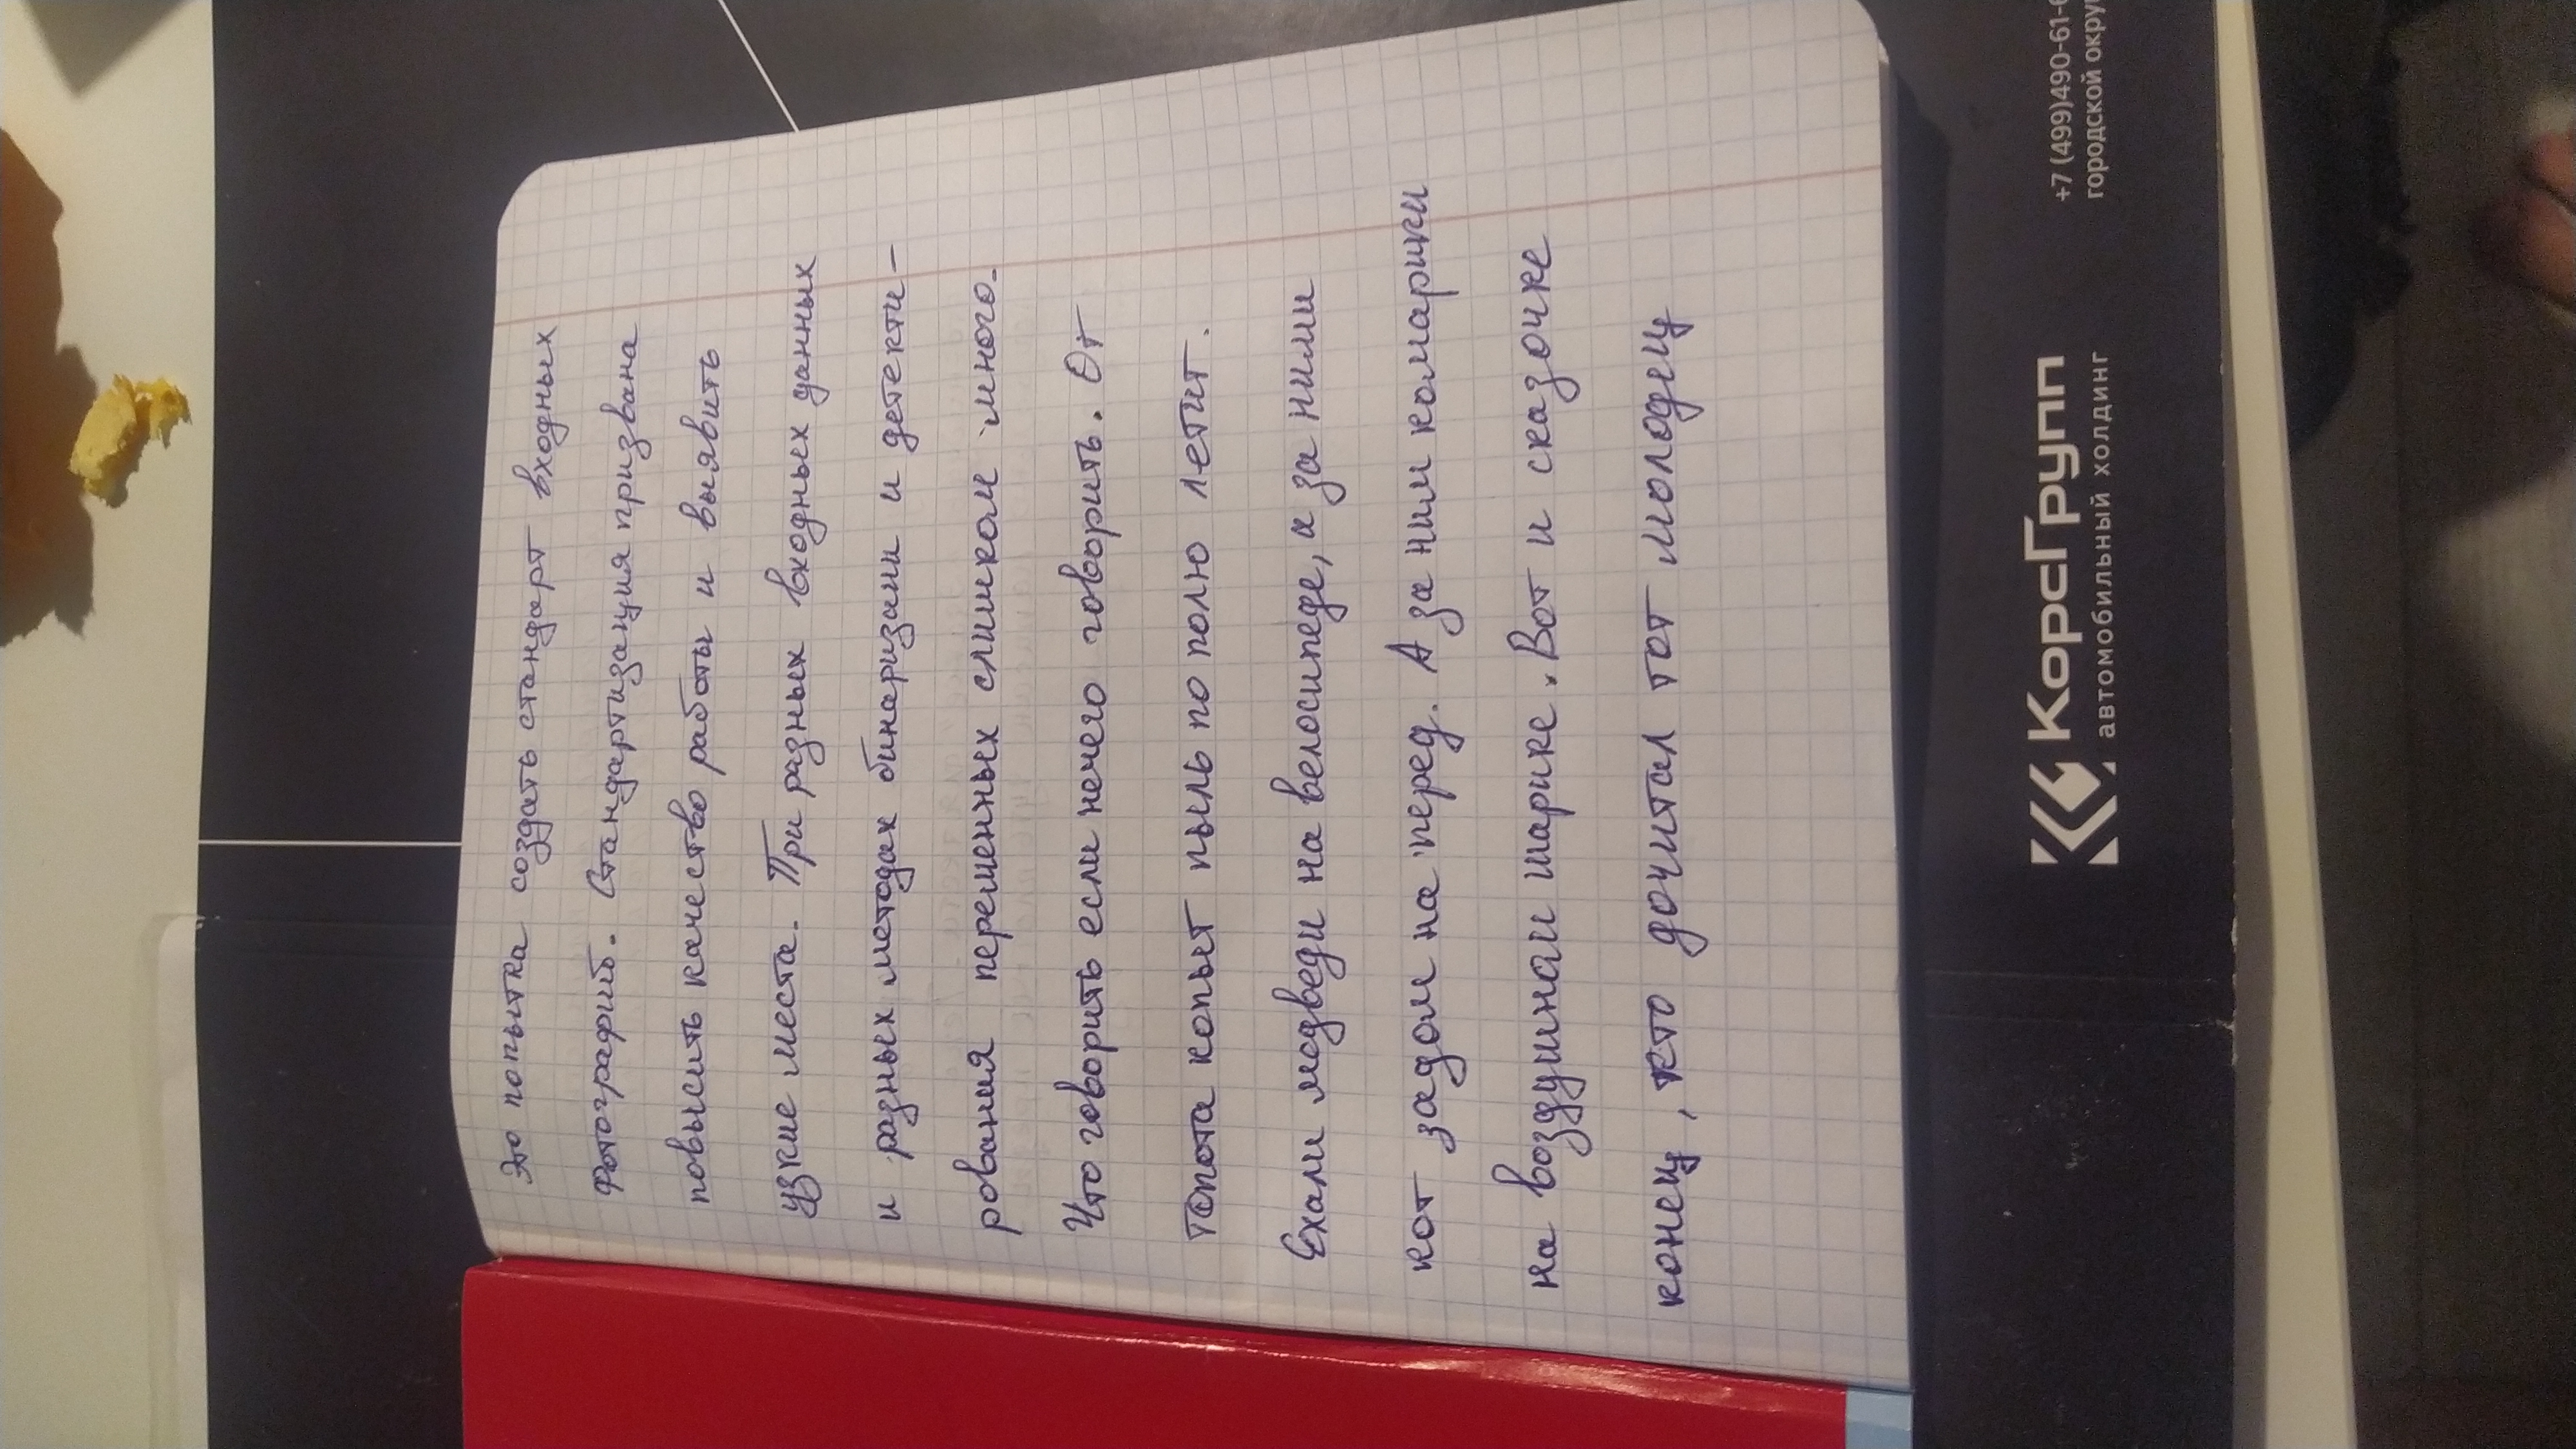 Это попытка создать стандарт входных
фотографий. Стандартизация призвана
повысить качество работы и выявить
узкие места. При разных входных данных
и разных методах бинаризани и детекти-
рования переменных слишком много.
Что говорить если нечего говорить. От
топота копыт пыль по полю летит.
Ехали медведи на велосипеде, а за ними
кот задом на перед. А за ним комарики
на воздушном шарике. Вот и сказочке
конец, кто дочитал тот молодец
КорсГрупп
автомобильный холдинг
+7 (499)490-61-
городской